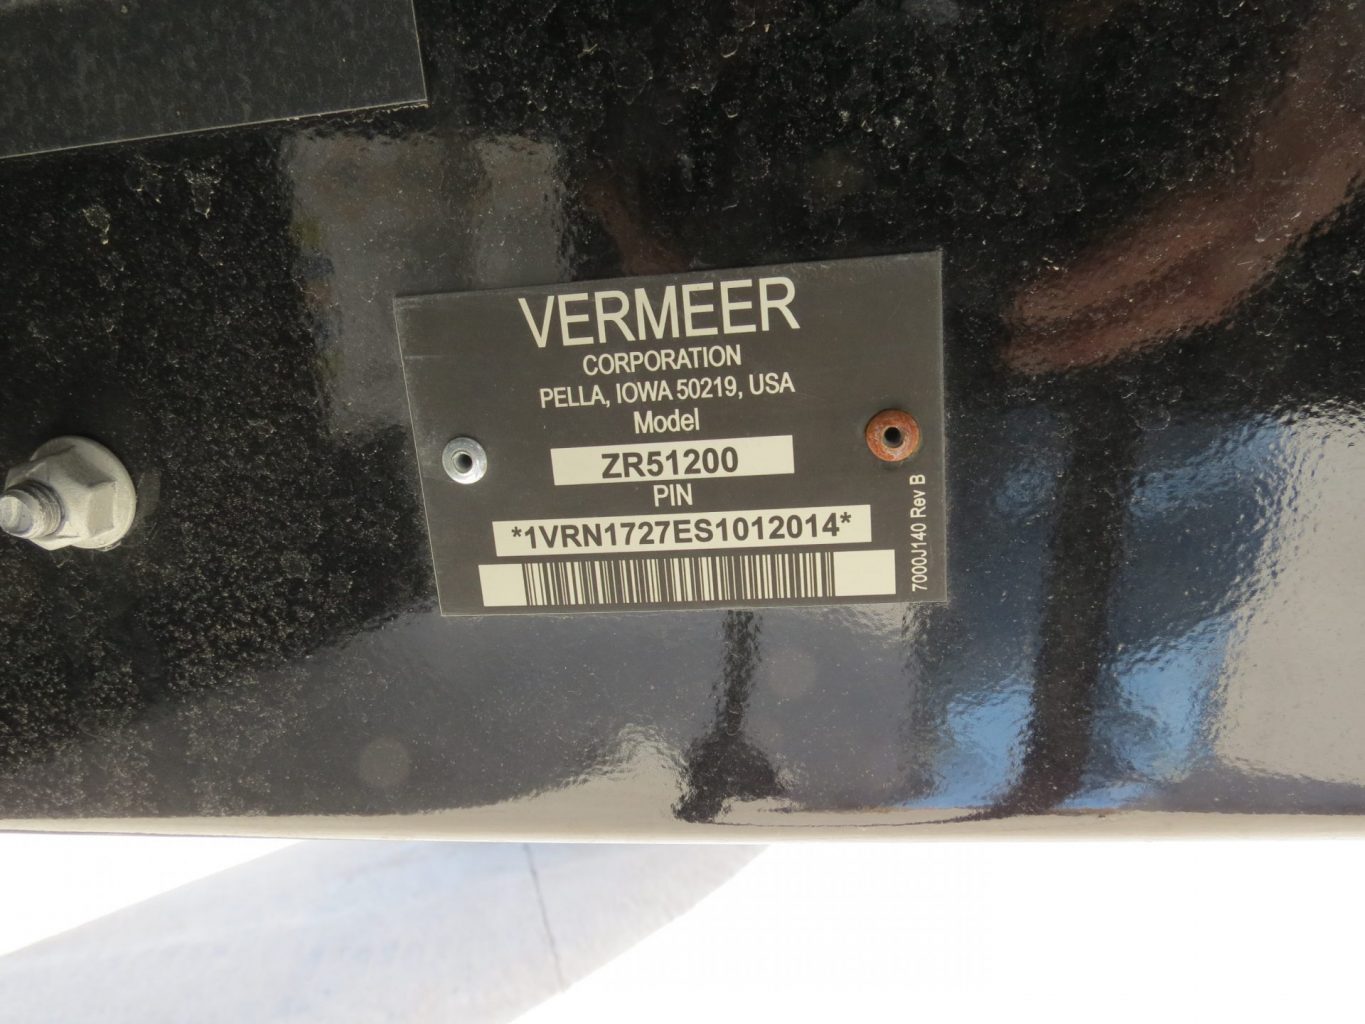 VERMEER
CORPORATION
PELLA, IOWA 50219, USA
Model
ZR51200
PIN
*1VRN1727ES1012014*
7000J140 Rev B